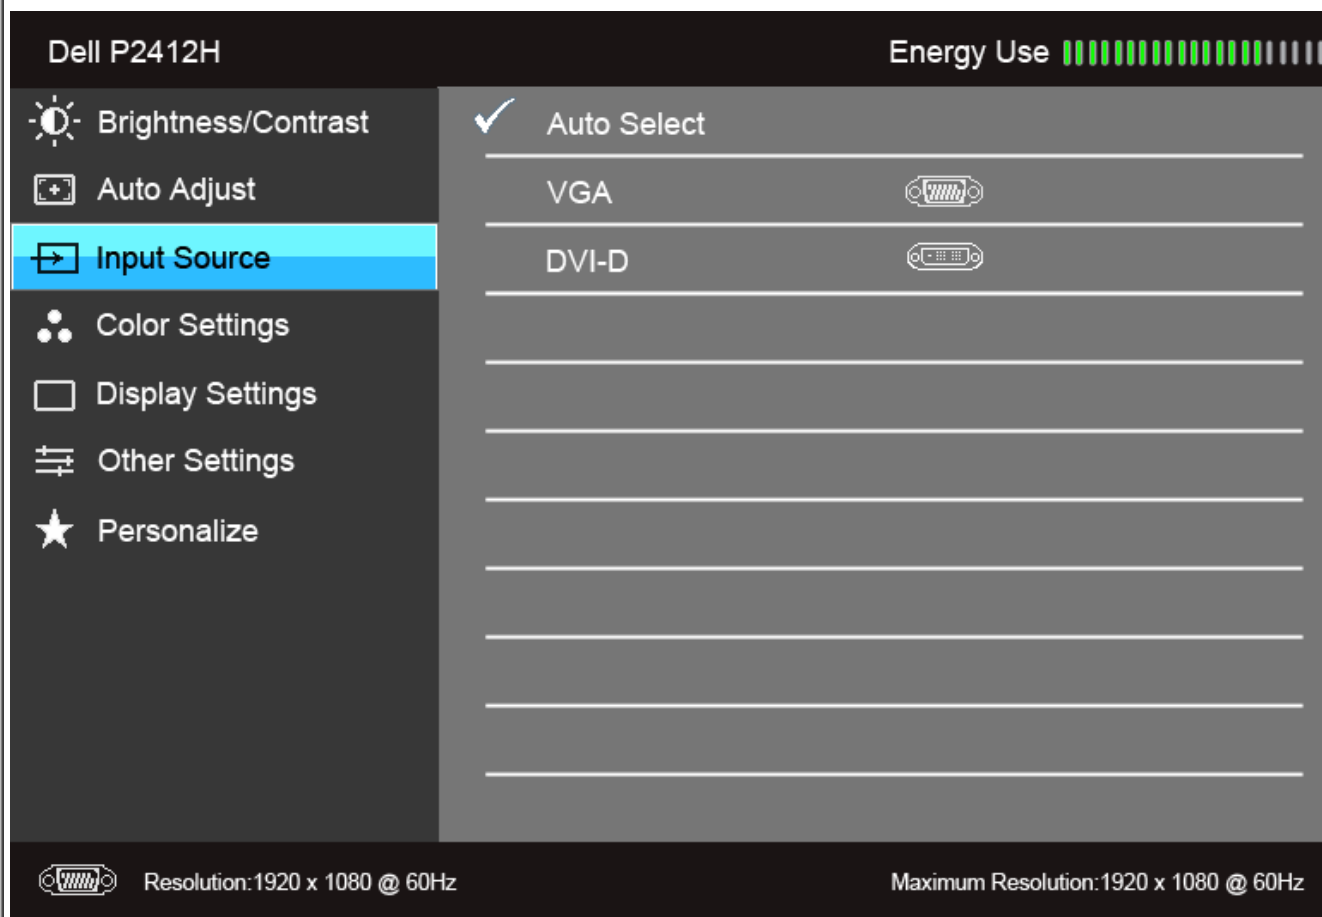 Dell P2412H
Energy Use
Brightness/Contrast
Auto Adjust
Input Source
Color Settings
Display Settings
Other Settings
Personalize
Auto Select
VGA
DVI-D
Resolution:1920 x 1080 @ 60Hz
Maximum Resolution:1920 x 1080 @ 60Hz